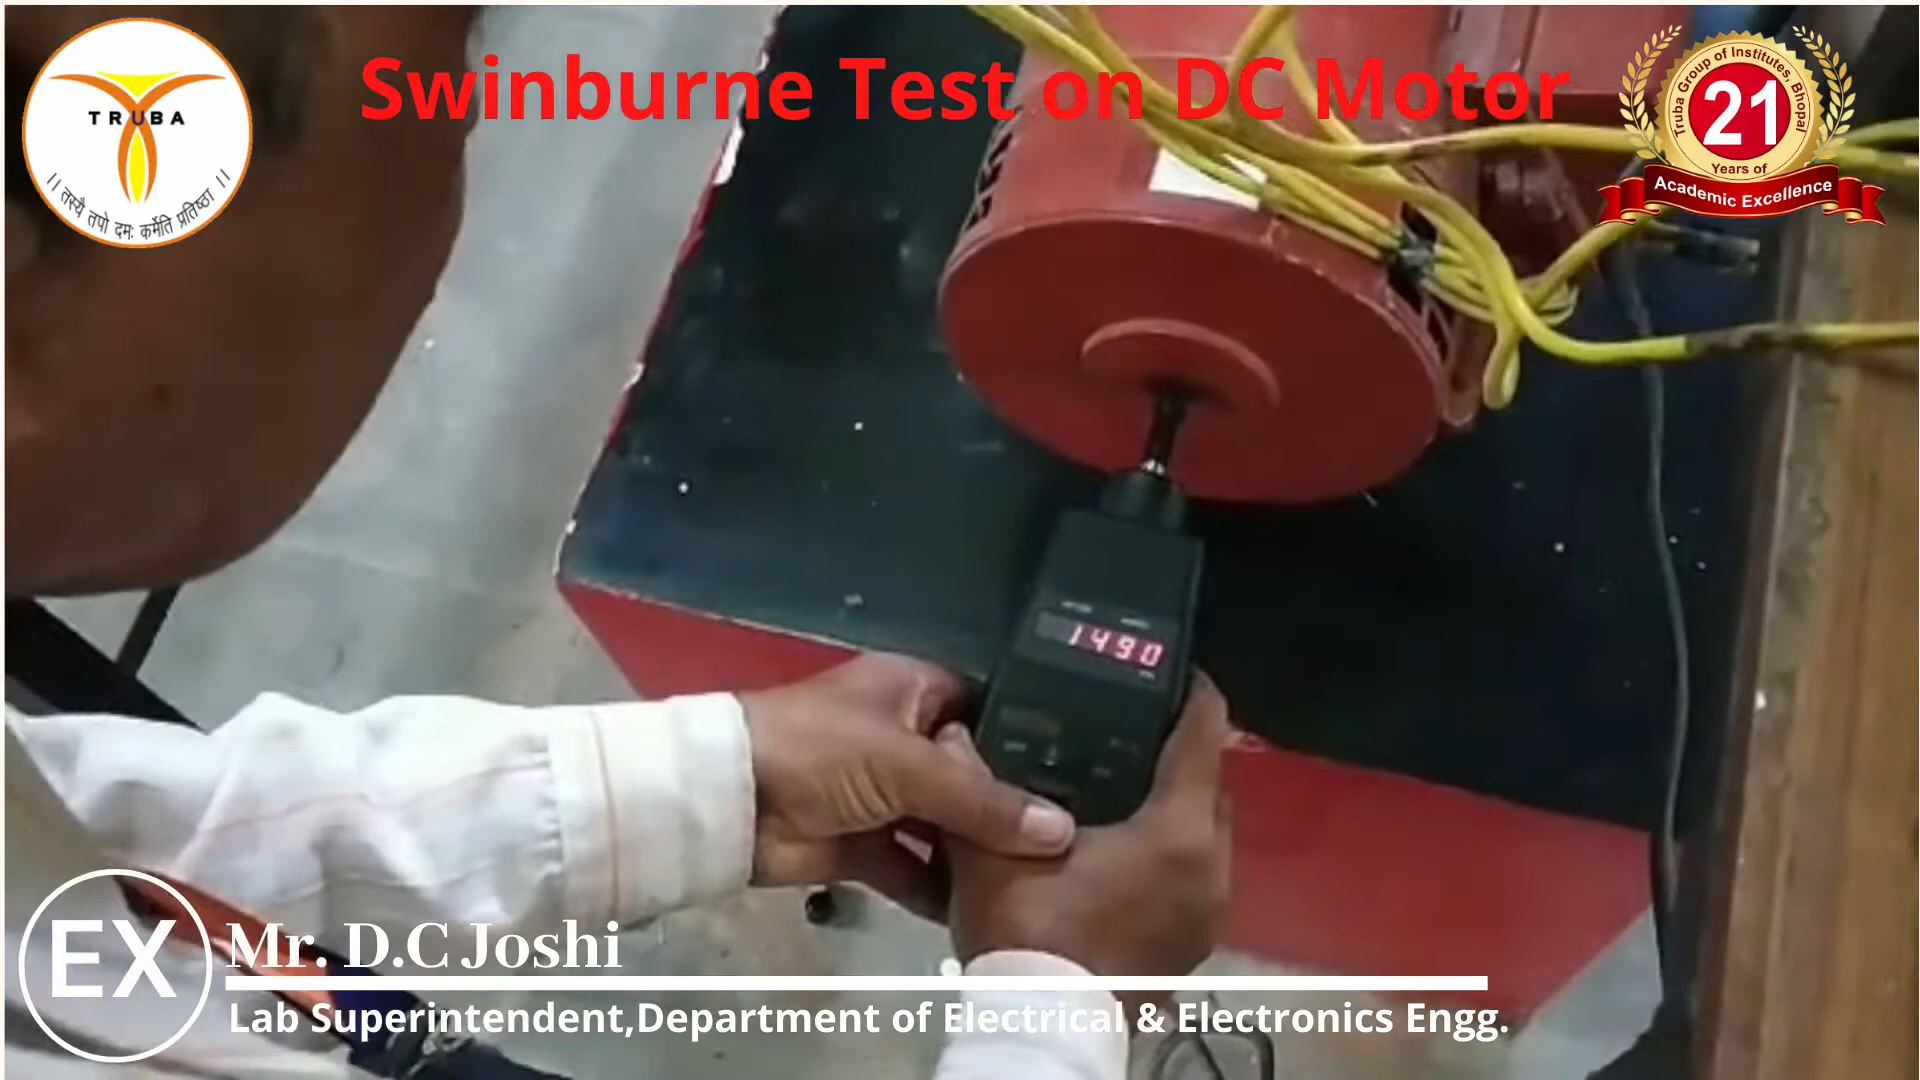 Swinburne Test on DC Motor
TRUBA
।। तस्यै तपो दमः कर्मेति प्रतिष्ठा ।।
Truba Group of Institutes, Bhopal
21
Years of
Academic Excellence
1490
EX
Mr. D.C Joshi
Lab Superintendent,Department of Electrical & Electronics Engg.